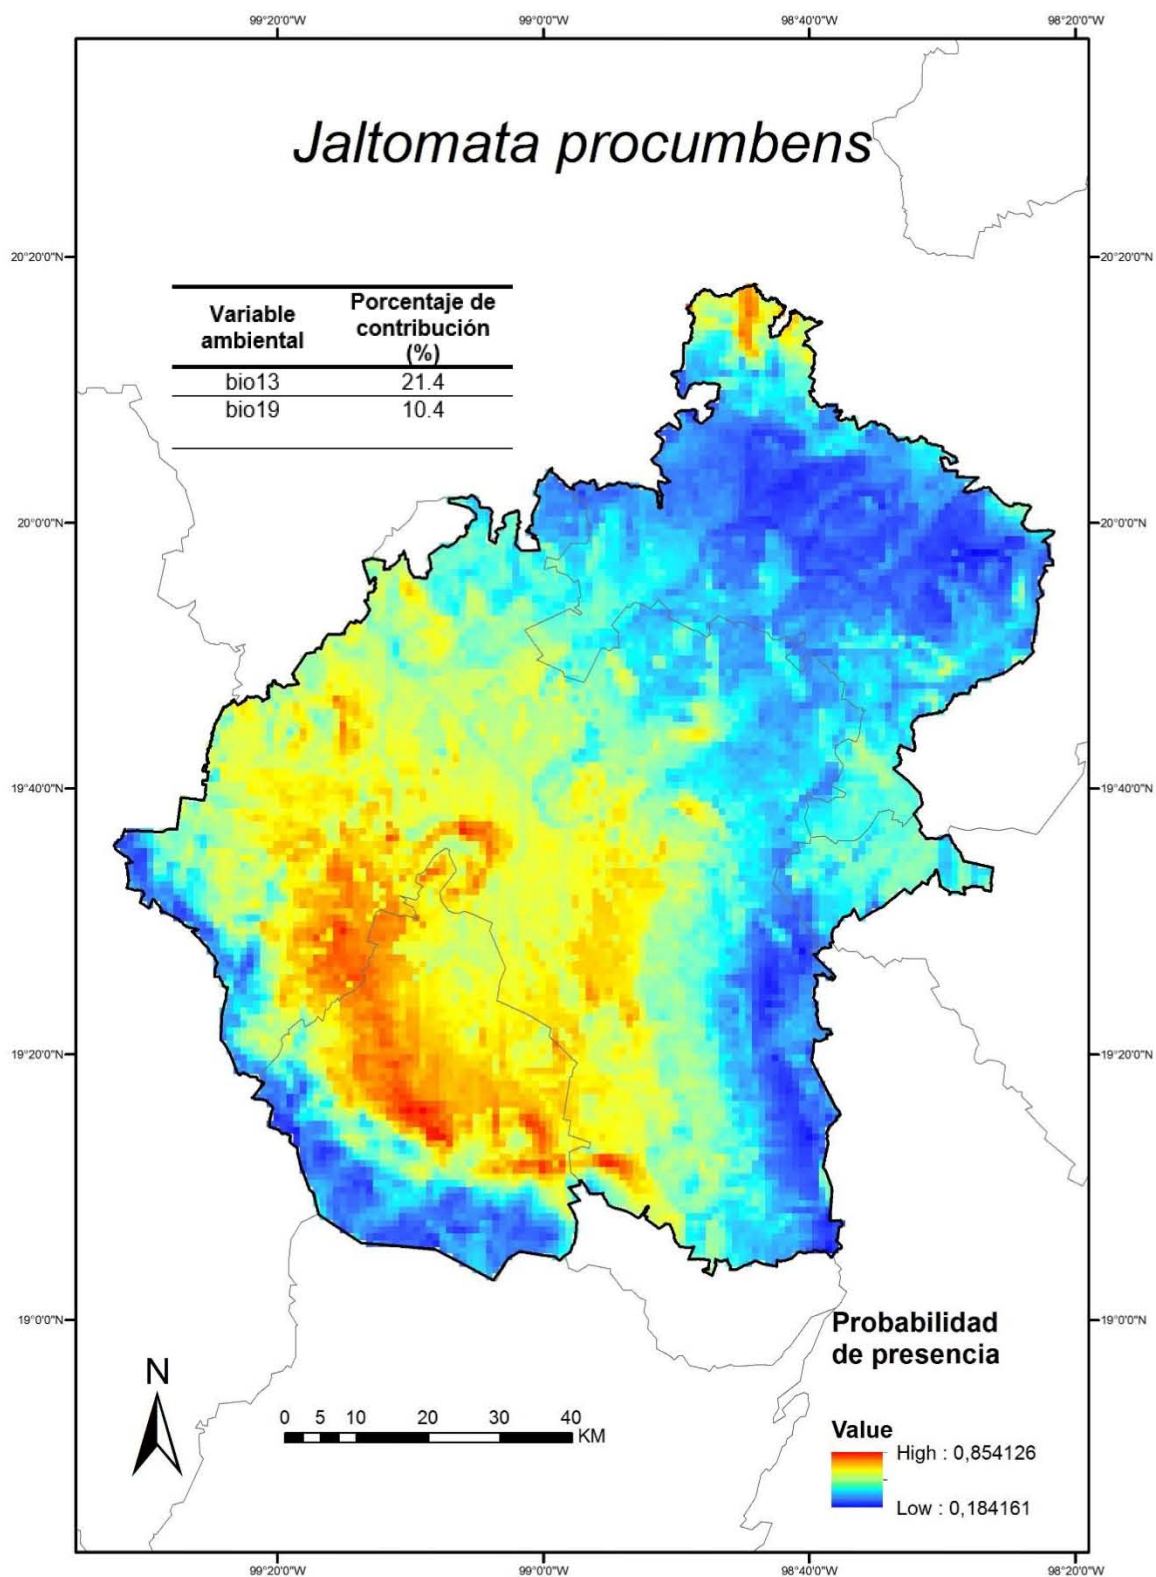 99°20'0"W 99°0'0"W 98°40'0"W 98°20'0"W
Jaltomata procumbens
20°20'0"N 20°20'0"N
Variable ambiental Porcentaje de contribución (%)
bio13 21.4
bio19 10.4
20°0'0"N 20°0'0"N
19°40'0"N 19°40'0"N
19°20'0"N 19°20'0"N
19°0'0"N 19°0'0"N
Probabilidad
de presencia
N
0 5 10 20 30 40
KM
Value
High : 0,854126
Low : 0,184161
99°20'0"W 99°0'0"W 98°40'0"W 98°20'0"W